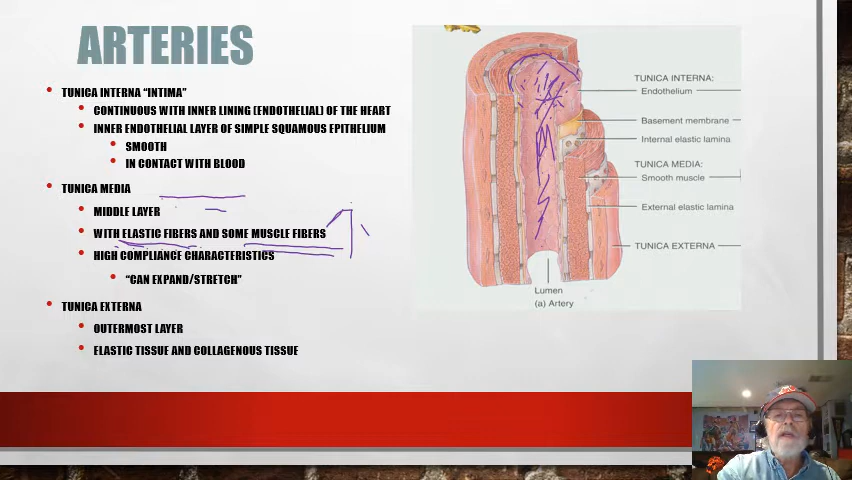 ARTERIES
TUNICA INTERNA “INTIMA”
CONTINUOUS WITH INNER LINING (ENDOTHELIAL) OF THE HEART
INNER ENDOTHELIAL LAYER OF SIMPLE SQUAMOUS EPITHELIUM
SMOOTH
IN CONTACT WITH BLOOD
TUNICA MEDIA
MIDDLE LAYER
WITH ELASTIC FIBERS AND SOME MUSCLE FIBERS
HIGH COMPLIANCE CHARACTERISTICS
“CAN EXPAND/STRETCH”
TUNICA EXTERNA
OUTERMOST LAYER
ELASTIC TISSUE AND COLLAGENOUS TISSUE
TUNICA INTERNA:
Endothelium
Basement membrane
Internal elastic lamina
TUNICA MEDIA:
Smooth muscle
External elastic lamina
TUNICA EXTERNA
Lumen
(a) Artery